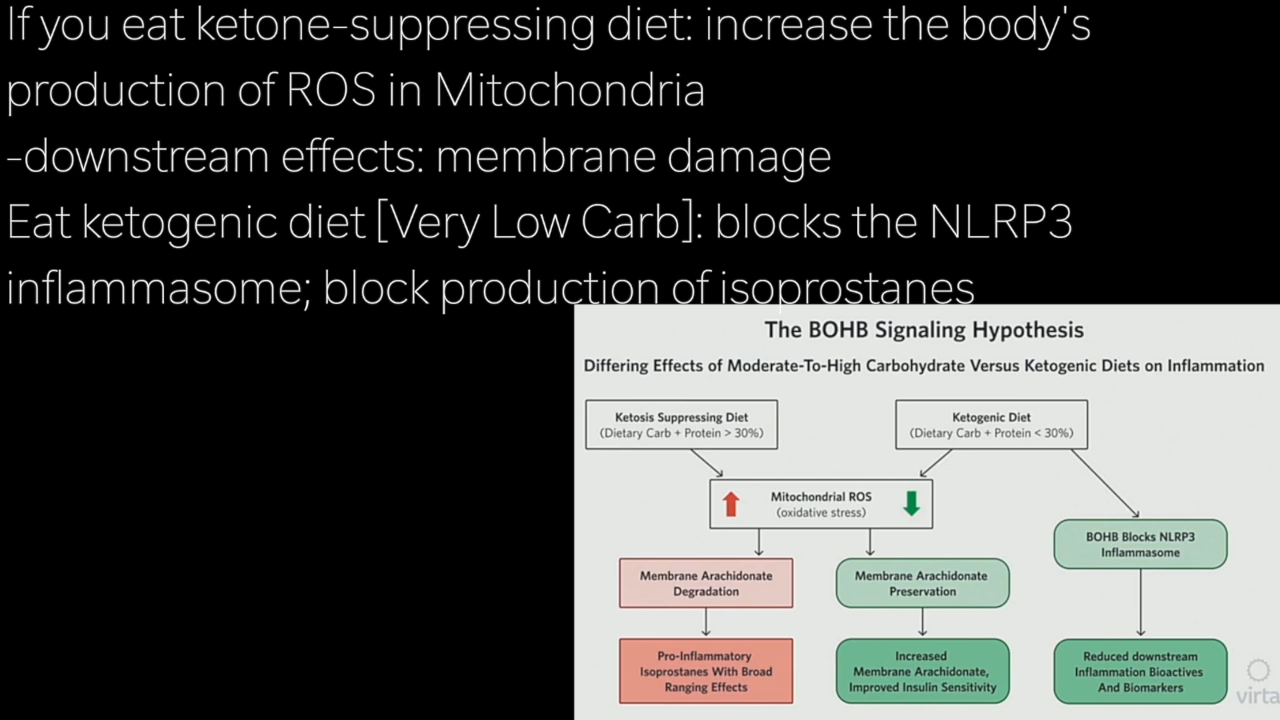 If you eat ketone-suppressing diet: increase the body's
production of ROS in Mitochondria
-downstream effects: membrane damage
Eat ketogenic diet [Very Low Carb]: blocks the NLRP3
inflammasome; block production of isoprostanes
The BOHB Signaling Hypothesis
Differing Effects of Moderate-To-High Carbohydrate Versus Ketogenic Diets on Inflammation
Ketosis Suppressing Diet
(Dietary Carb + Protein > 30%)
Ketogenic Diet
(Dietary Carb + Protein < 30%)
Mitochondrial ROS
(oxidative stress)
BOHB Blocks NLRP3
Inflammasome
Membrane Arachidonate
Degradation
Membrane Arachidonate
Preservation
Pro-Inflammatory
Isoprostanes With Broad
Ranging Effects
Increased
Membrane Arachidonate,
Improved Insulin Sensitivity
Reduced downstream
Inflammation Bioactives
And Biomarkers
virta